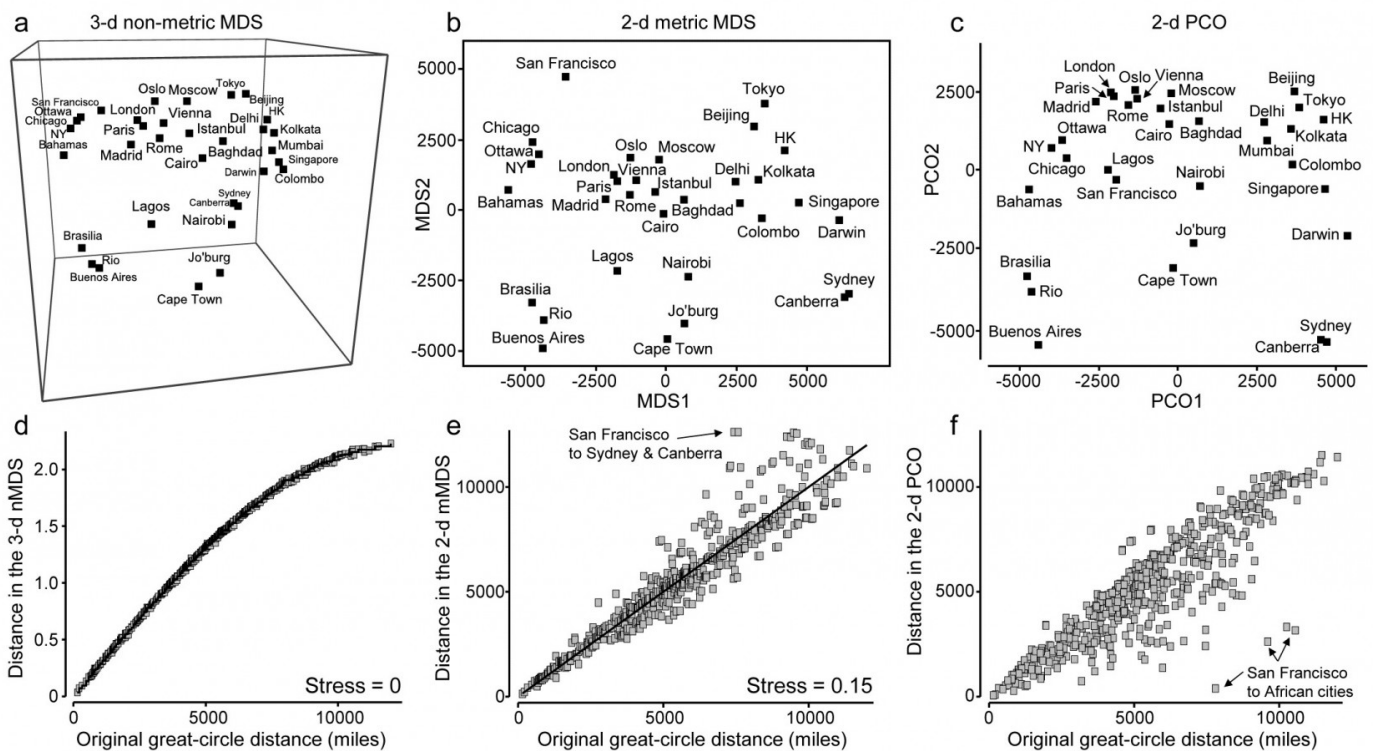 a
3-d non-metric MDS
Oslo
Moscow
Tokyo
Beijing
San Francisco
Ottawa
Chicago
NY
Bahamas
London
Vienna
Delhi
HK
Paris
Istanbul
Kolkata
Madrid
Rome
Baghdad
Mumbai
Cairo
Singapore
Darwin
Colombo
Sydney
Canberra
Lagos
Nairobi
Brasilia
Rio
Buenos Aires
Jo'burg
Cape Town
b
2-d metric MDS
MDS2
5000
2500
0
-2500
-5000
San Francisco
Tokyo
Beijing
Chicago
Ottawa
NY
Bahamas
Oslo
Moscow
HK
London
Vienna
Delhi
Kolkata
Paris
Istanbul
Madrid
Rome
Baghdad
Singapore
Cairo
Colombo
Darwin
Lagos
Nairobi
Brasilia
Rio
Sydney
Canberra
Jo'burg
Buenos Aires
Cape Town
-5000
-2500
0
2500
5000
MDS1
c
2-d PCO
PCO2
2500
0
-2500
-5000
London
Oslo
Vienna
Beijing
Paris
Moscow
Tokyo
Madrid
Istanbul
Delhi
HK
Rome
Ottawa
Cairo
Baghdad
Kolkata
NY
Mumbai
Chicago
Lagos
Nairobi
Colombo
San Francisco
Singapore
Bahamas
Jo'burg
Darwin
Brasilia
Cape Town
Rio
Buenos Aires
Sydney
Canberra
-5000
-2500
0
2500
5000
PCO1
d
Distance in the 3-d nMDS
2.0
1.5
1.0
0.5
0
Stress = 0
0
5000
10000
Original great-circle distance (miles)
e
Distance in the 2-d mMDS
10000
5000
0
San Francisco
to Sydney & Canberra
Stress = 0.15
0
5000
10000
Original great-circle distance (miles)
f
Distance in the 2-d PCO
10000
5000
0
San Francisco
to African cities
0
5000
10000
Original great-circle distance (miles)